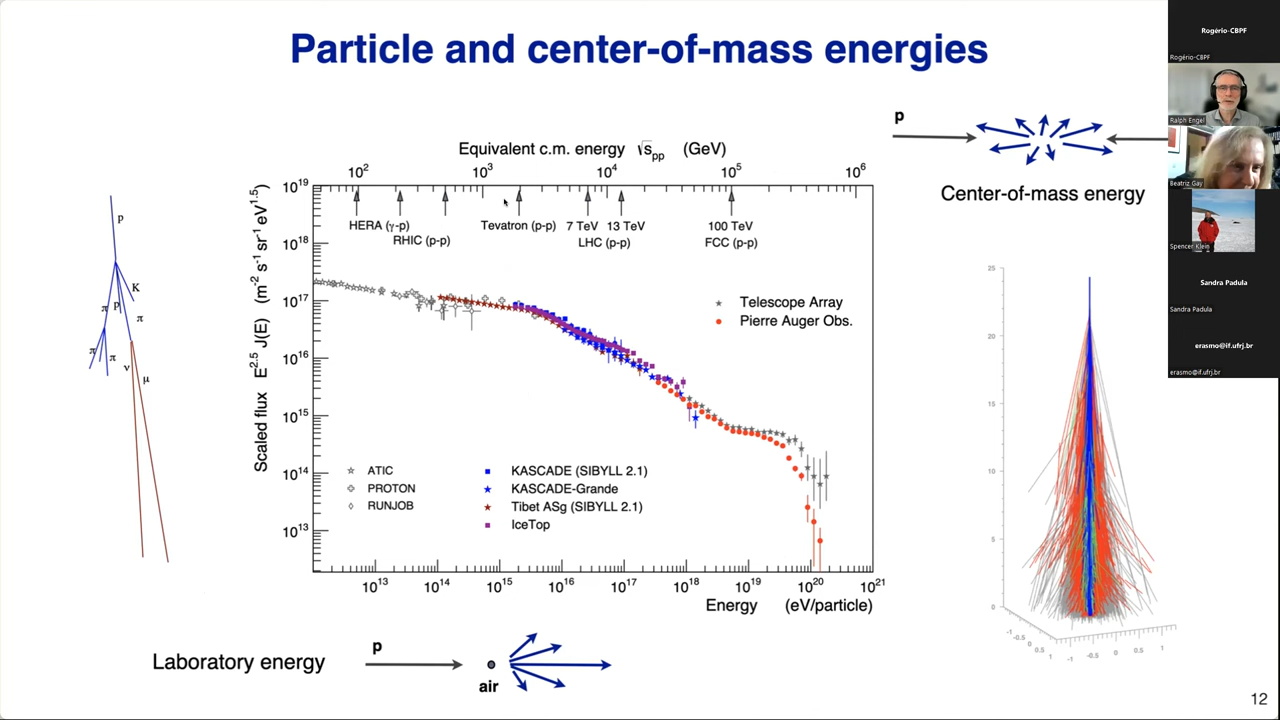 Particle and center-of-mass energies
Rogério-CBPF
Rogério-CBPF
Ralph Engel
Beatriz Gay
Spencer Klein
Sandra Padula
Sandra Padula
erasmo@if.ufrj.br
erasmo@if.ufrj.br
p
Center-of-mass energy
Equivalent c.m. energy √spp (GeV)
10² 10³ 10⁴ 10⁵ 10⁶
HERA (γ-p)
RHIC (p-p)
Tevatron (p-p)
7 TeV 13 TeV
LHC (p-p)
100 TeV
FCC (p-p)
Scaled flux E^2.5 J(E) (m⁻² s⁻¹ sr⁻¹ eV^1.5)
10¹⁹
10¹⁸
10¹⁷
10¹⁶
10¹⁵
10¹⁴
10¹³
Telescope Array
Pierre Auger Obs.
ATIC
PROTON
RUNJOB
KASCADE (SIBYLL 2.1)
KASCADE-Grande
Tibet ASg (SIBYLL 2.1)
IceTop
10¹³ 10¹⁴ 10¹⁵ 10¹⁶ 10¹⁷ 10¹⁸ 10¹⁹ 10²⁰ 10²¹
Energy (eV/particle)
p
K
π p π
π π ν μ
25
20
15
10
5
0
-1 -0.5 0 0.5 1
-1 -0.5 0 0.5 1
Laboratory energy
p
air
12